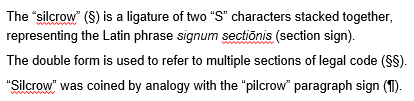 The “silcrow” (§) is a ligature of two “S” characters stacked together,
representing the Latin phrase signum sectiōnis (section sign).
The double form is used to refer to multiple sections of legal code (§§).
“Silcrow” was coined by analogy with the “pilcrow” paragraph sign (¶).